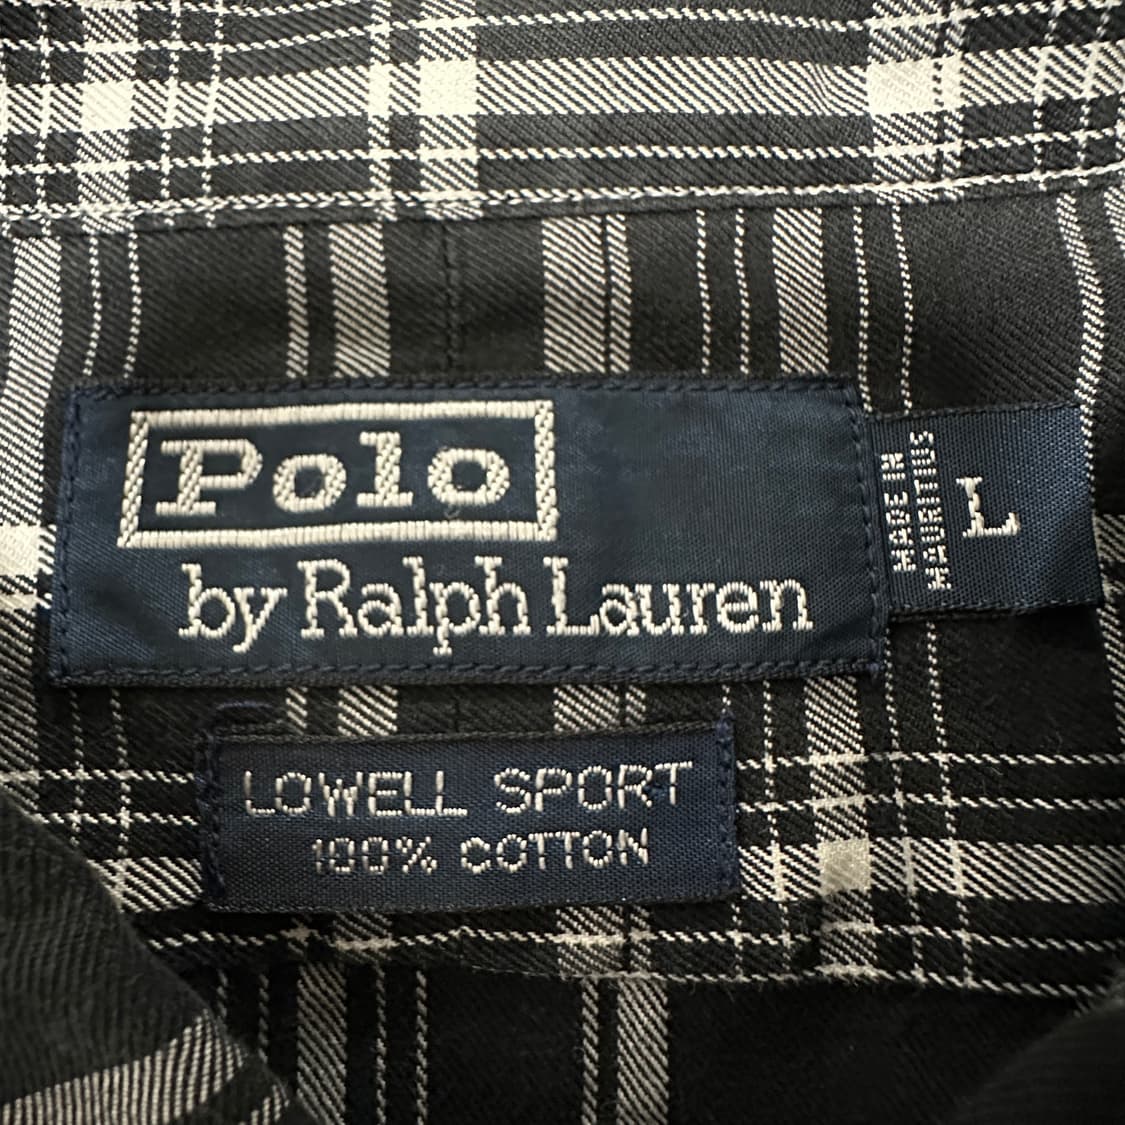 Polo
by Ralph Lauren
MADE IN
MAURITIUS
L
LOWELL SPORT
100% COTTON